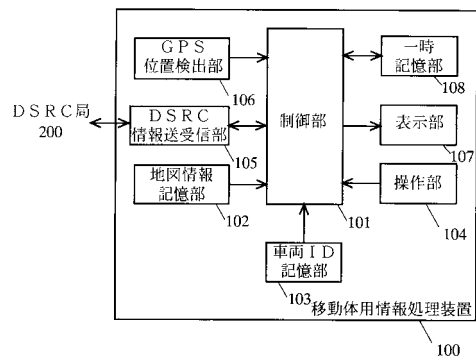 GPS
位置検出部
106
一時
記憶部
108
DSRC局
200
DSRC
情報送受信部
105
制御部
101
表示部
107
地図情報
記憶部
102
操作部
104
車両ID
記憶部
103
移動体用情報処理装置
100